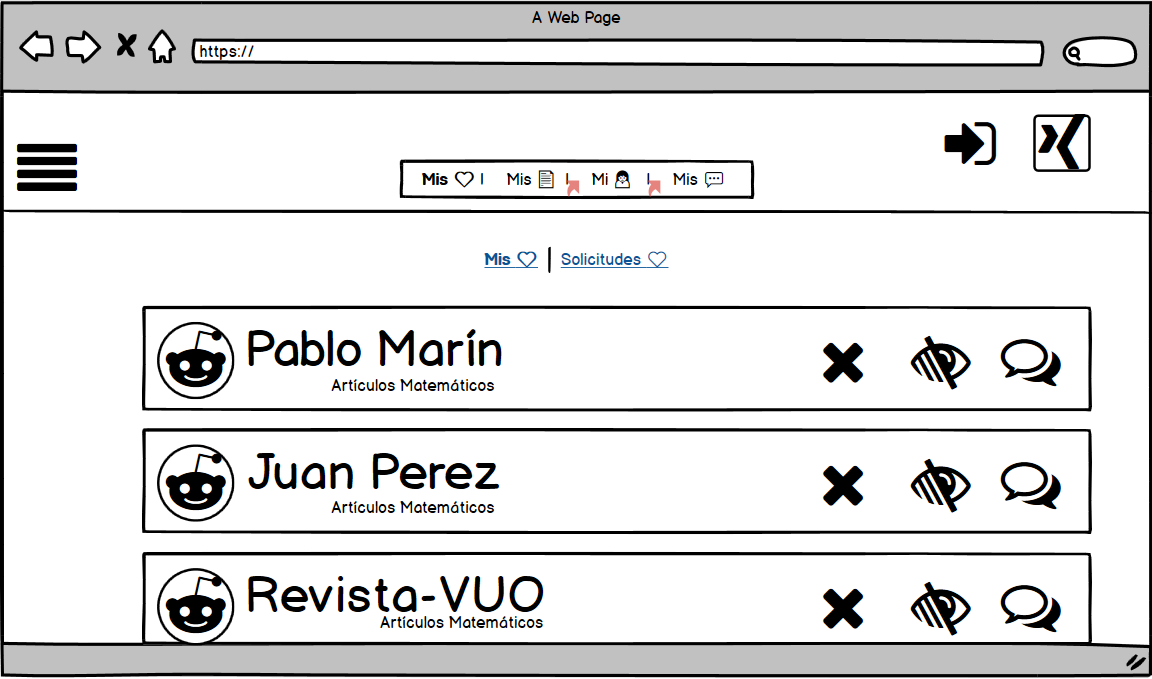 A Web Page
https://
Mis | Mis | Mi | Mis
Mis | Solicitudes
Pablo Marín
Artículos Matemáticos
Juan Perez
Artículos Matemáticos
Revista-VUO
Artículos Matemáticos